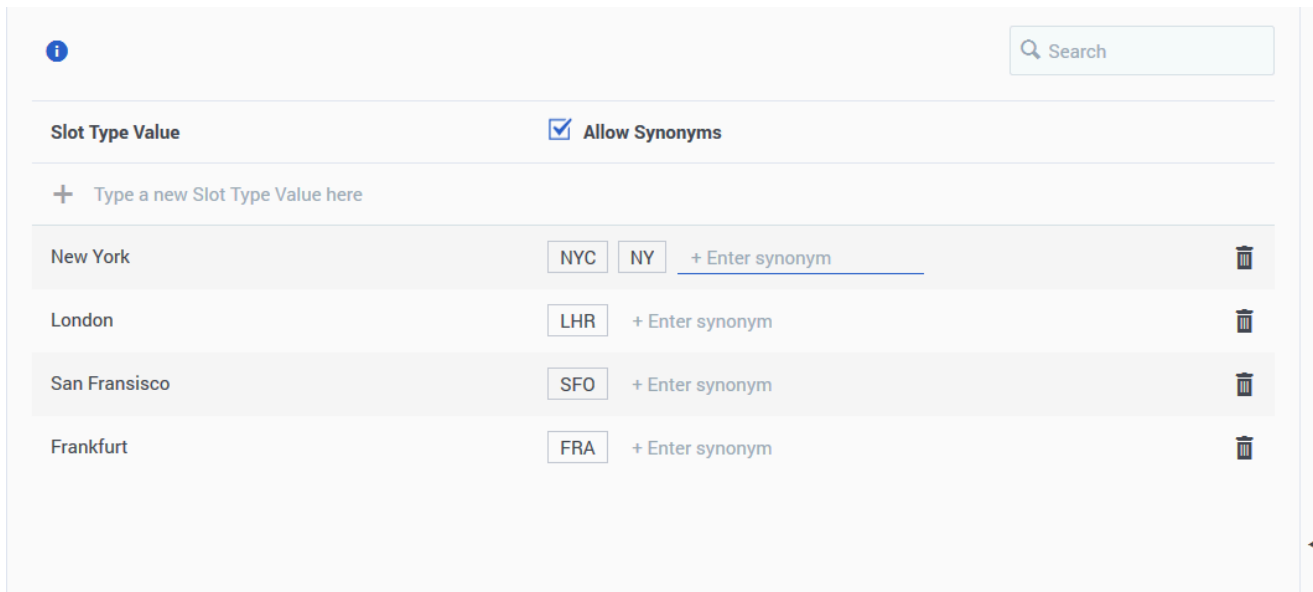 Search
Slot Type Value Allow Synonyms
+ Type a new Slot Type Value here
New York NYC NY + Enter synonym
London LHR + Enter synonym
San Fransisco SFO + Enter synonym
Frankfurt FRA + Enter synonym